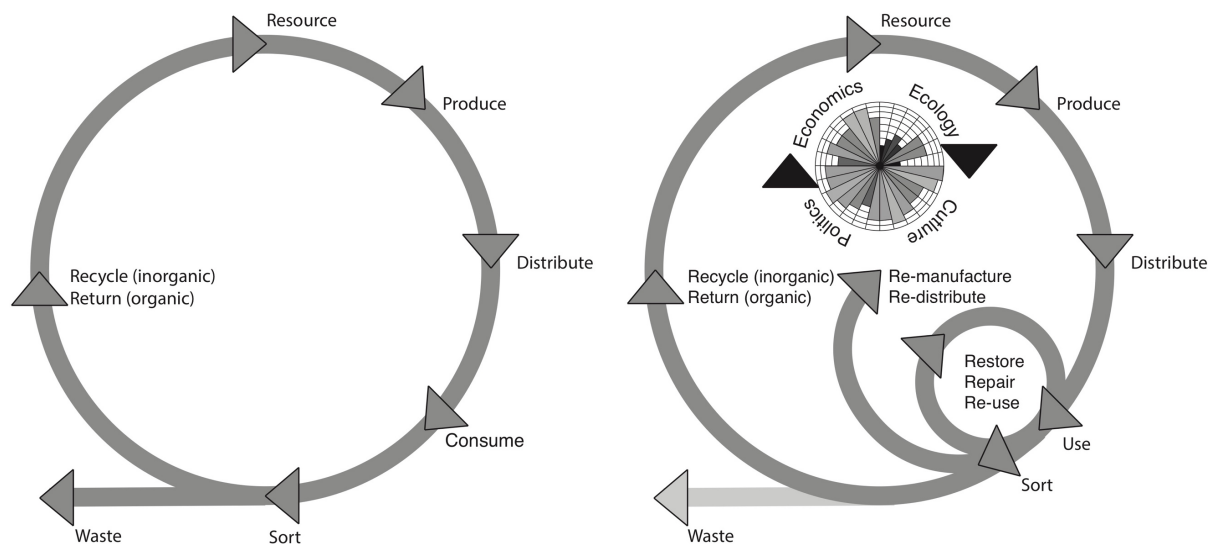 Resource
Produce
Distribute
Recycle (inorganic)
Return (organic)
Consume
Waste
Sort
Resource
Produce
Economics
Ecology
Politics
Culture
Distribute
Recycle (inorganic)
Return (organic)
Re-manufacture
Re-distribute
Restore
Repair
Re-use
Use
Sort
Waste